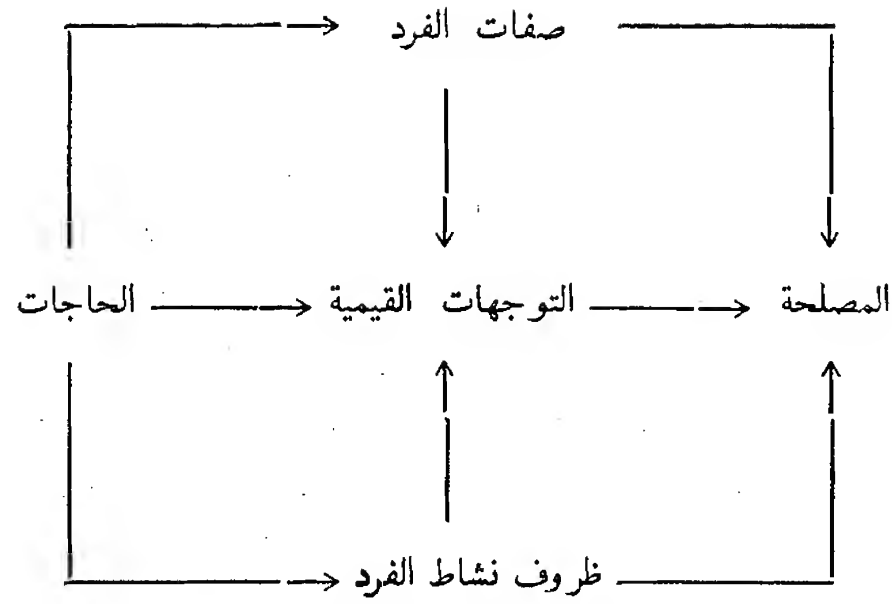 صفات الفرد
المصلحة التوجهات القيمية الحاجات
ظروف نشاط الفرد